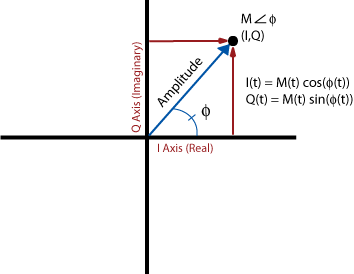 M∠ϕ
(I,Q)
Q Axis (Imaginary)
Amplitude
ϕ
I(t) = M(t) cos(ϕ(t))
Q(t) = M(t) sin(ϕ(t))
I Axis (Real)